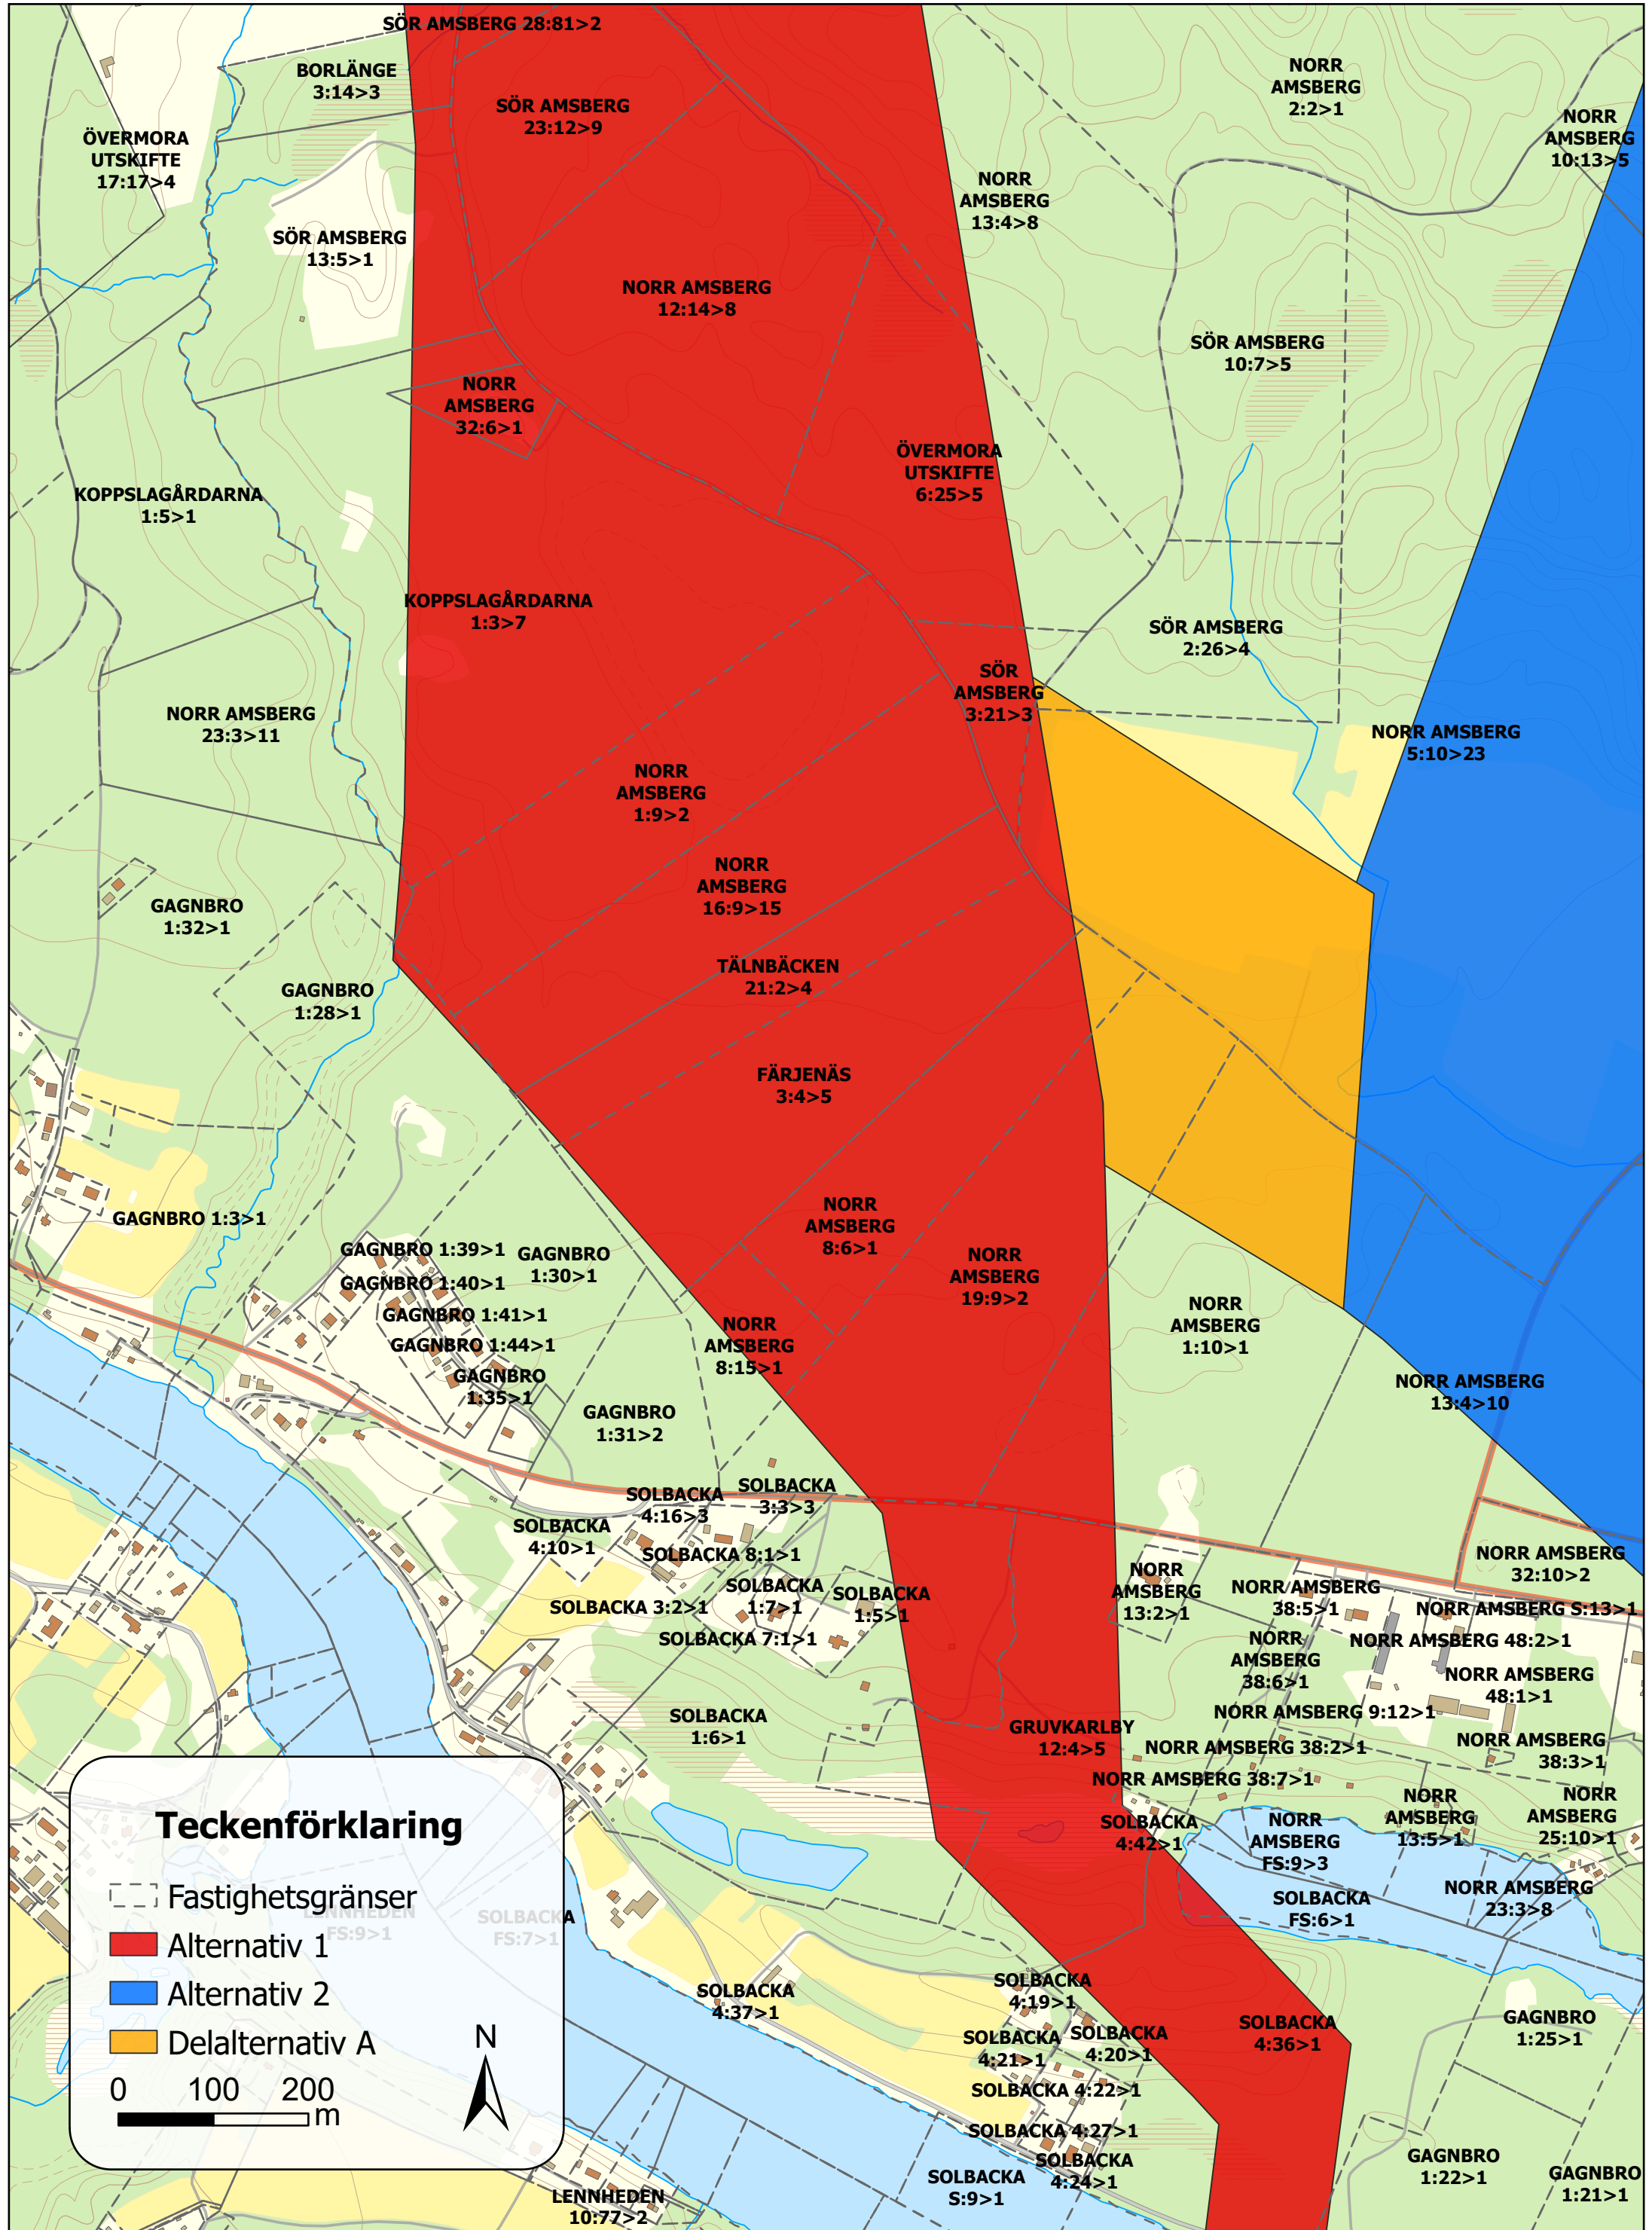 SÖR AMSBERG 28:81>2
BORLÄNGE
3:14>3
SÖR AMSBERG
23:12>9
NORR
AMSBERG
2:2>1
NORR
AMSBERG
10:13>5
ÖVERMORA
UTSKIFTE
17:17>4
NORR
AMSBERG
13:4>8
SÖR AMSBERG
13:5>1
NORR AMSBERG
12:14>8
SÖR AMSBERG
10:7>5
NORR
AMSBERG
32:6>1
ÖVERMORA
UTSKIFTE
6:25>5
KOPPSLAGÅRDARNA
1:5>1
KOPPSLAGÅRDARNA
1:3>7
SÖR AMSBERG
2:26>4
SÖR
AMSBERG
3:21>3
NORR AMSBERG
23:3>11
NORR AMSBERG
5:10>23
NORR
AMSBERG
1:9>2
NORR
AMSBERG
16:9>15
GAGNBRO
1:32>1
TÄLNBÄCKEN
21:2>4
GAGNBRO
1:28>1
FÄRJENÄS
3:4>5
NORR
AMSBERG
8:6>1
GAGNBRO 1:3>1
GAGNBRO 1:39>1
GAGNBRO
1:30>1
NORR
AMSBERG
19:9>2
GAGNBRO 1:40>1
GAGNBRO 1:41>1
NORR
AMSBERG
1:10>1
GAGNBRO 1:44>1
NORR
AMSBERG
8:15>1
GAGNBRO
1:35>1
NORR AMSBERG
13:4>10
GAGNBRO
1:31>2
SOLBACKA
4:16>3
SOLBACKA
3:3>3
SOLBACKA
4:10>1
SOLBACKA 8:1>1
NORR AMSBERG
32:10>2
SOLBACKA
1:7>1
SOLBACKA
1:5>1
NORR
AMSBERG
13:2>1
NORR AMSBERG
38:5>1
SOLBACKA 3:2>1
NORR AMSBERG S:13>1
SOLBACKA 7:1>1
NORR
AMSBERG
38:6>1
NORR AMSBERG 48:2>1
NORR AMSBERG
48:1>1
SOLBACKA
1:6>1
NORR AMSBERG 9:12>1
GRUVKARLBY
12:4>5
NORR AMSBERG 38:2>1
NORR AMSBERG
38:3>1
NORR AMSBERG 38:7>1
SOLBACKA
4:42>1
NORR
AMSBERG
FS:9>3
NORR
AMSBERG
13:5>1
NORR
AMSBERG
25:10>1
NORR AMSBERG
23:3>8
SOLBACKA
FS:6>1
LENNHEDEN
FS:9>1
SOLBACKA
FS:7>1
SOLBACKA
4:37>1
SOLBACKA
4:19>1
SOLBACKA
4:21>1
SOLBACKA
4:20>1
SOLBACKA
4:36>1
GAGNBRO
1:25>1
SOLBACKA 4:22>1
SOLBACKA 4:27>1
SOLBACKA
4:24>1
SOLBACKA
S:9>1
GAGNBRO
1:22>1
GAGNBRO
1:21>1
LENNHEDEN
10:77>2
Teckenförklaring
Fastighetsgränser
Alternativ 1
Alternativ 2
Delalternativ A
N
0 100 200
m